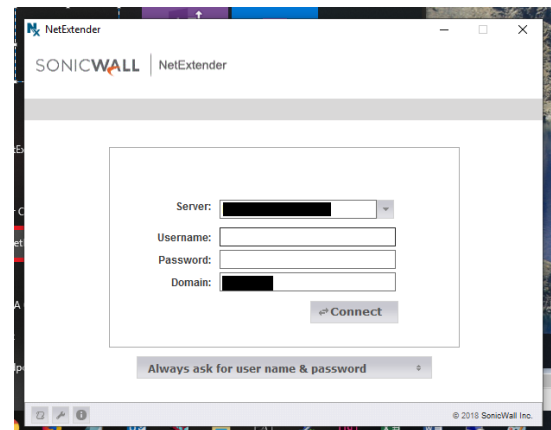 NetExtender
SONICWALL NetExtender
Server:
Username:
Password:
Domain:
Connect
Always ask for user name & password
© 2018 SonicWall Inc.